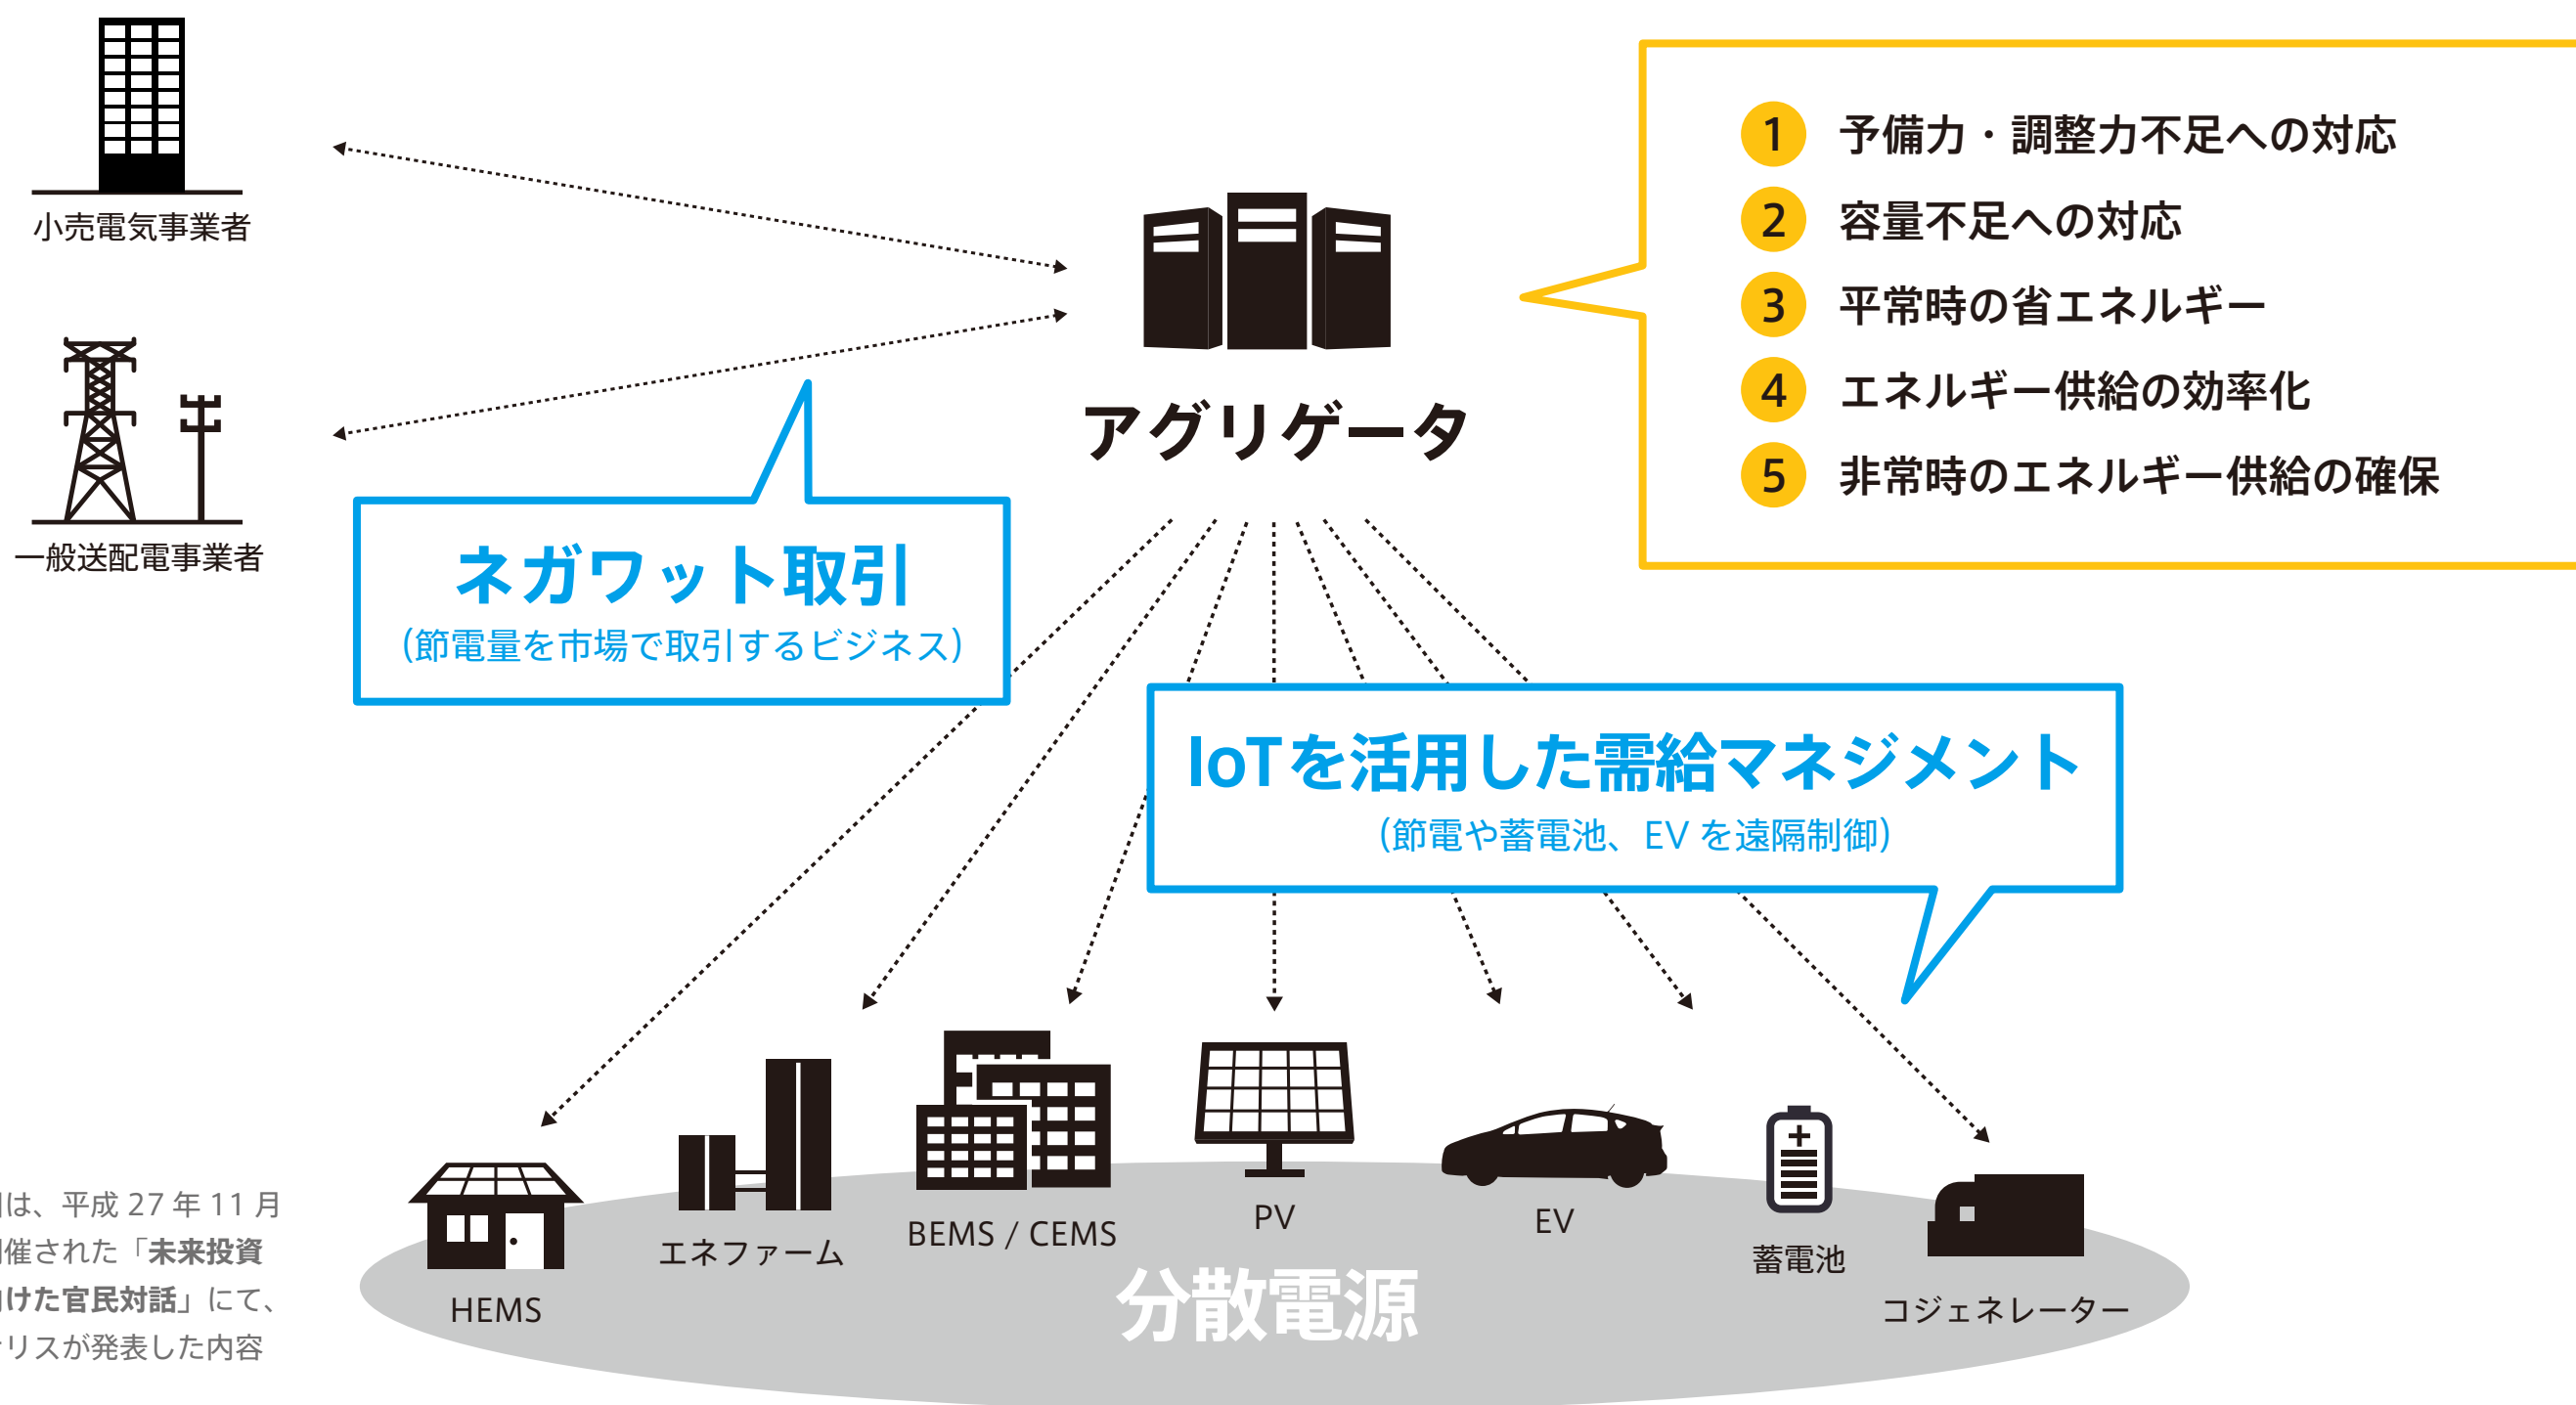 小売電気事業者
一般送配電事業者
アグリゲータ
1 予備力・調整力不足への対応
2 容量不足への対応
3 平常時の省エネルギー
4 エネルギー供給の効率化
5 非常時のエネルギー供給の確保
ネガワット取引
(節電量を市場で取引するビジネス)
IoTを活用した需給マネジメント
(節電や蓄電池、EVを遠隔制御)
HEMS
エネファーム
BEMS / CEMS
PV
EV
蓄電池
コジェネレーター
分散電源
は、平成 27 年 11 月
催された「未来投資
けた官民対話」にて、
リスが発表した内容